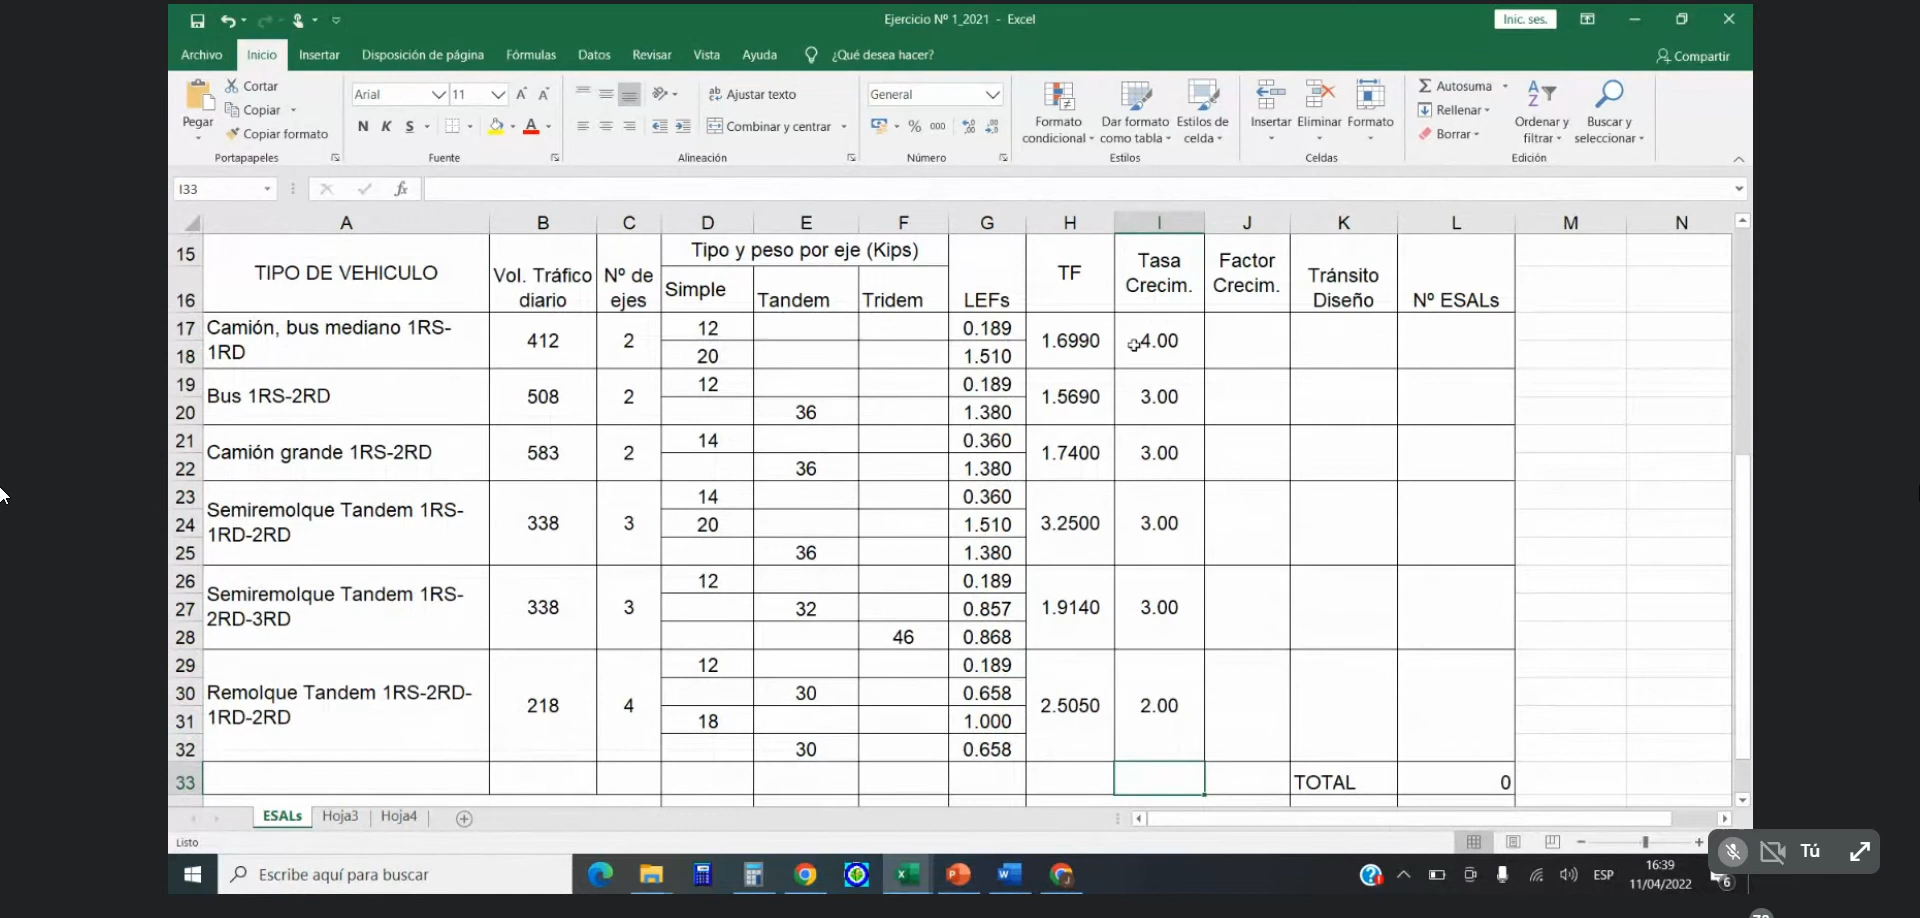 Ejercicio Nº 1_2021 - Excel
Inic. ses.
Archivo Inicio Insertar Disposición de página Fórmulas Datos Revisar Vista Ayuda ¿Qué desea hacer? Compartir
Pegar
Cortar
Copiar
Copiar formato
Portapapeles
Arial 11
N K S
Fuente
Ajustar texto
Combinar y centrar
Alineación
General
% 000
Número
Formato condicional
Dar formato como tabla
Estilos de celda
Estilos
Insertar Eliminar Formato
Celdas
Autosuma
Rellenar
Borrar
Ordenar y filtrar
Buscar y seleccionar
Edición
I33 fx
A B C D E F G H I J K L M N
15 TIPO DE VEHICULO Vol. Tráfico diario Nº de ejes Tipo y peso por eje (Kips) LEFs TF Tasa Crecim. Factor Crecim. Tránsito Diseño Nº ESALs
16 Simple Tandem Tridem
17 Camión, bus mediano 1RS-1RD 412 2 12 0.189 1.6990 4.00
18 20 1.510
19 Bus 1RS-2RD 508 2 12 0.189 1.5690 3.00
20 36 1.380
21 Camión grande 1RS-2RD 583 2 14 0.360 1.7400 3.00
22 36 1.380
23 Semiremolque Tandem 1RS-1RD-2RD 338 3 14 0.360 3.2500 3.00
24 20 1.510
25 36 1.380
26 Semiremolque Tandem 1RS-2RD-3RD 338 3 12 0.189 1.9140 3.00
27 32 0.857
28 46 0.868
29 Remolque Tandem 1RS-2RD-1RD-2RD 218 4 12 0.189 2.5050 2.00
30 30 0.658
31 18 1.000
32 30 0.658
33 TOTAL 0
ESALs Hoja3 Hoja4
Listo
Tú
Escribe aquí para buscar
ESP
16:39
11/04/2022
6